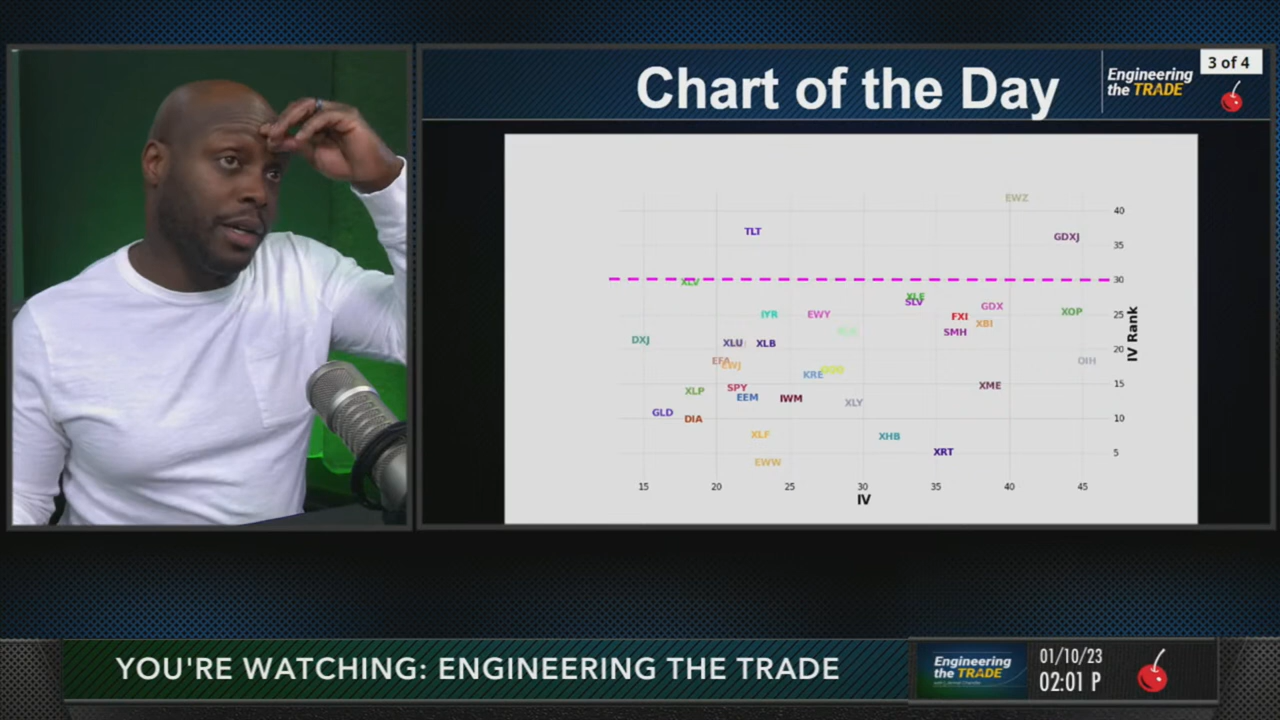 Chart of the Day
Engineering
the TRADE
3 of 4
EWZ
40
TLT
GDXJ
35
30
XLV
XLE
SLV
GDX
IYR
EWY
FXI
XOP
25
XBI
SMH
DXJ
XLU
XLB
20
EFA
EWJ
OIH
KRE
15
XLP
SPY
XME
EEM
IWM
XLY
GLD
DIA
10
XLF
XHB
XRT
5
EWW
IV Rank
15
20
25
30
35
40
45
IV
YOU'RE WATCHING: ENGINEERING THE TRADE
Engineering
the TRADE
01/10/23
02:01 P